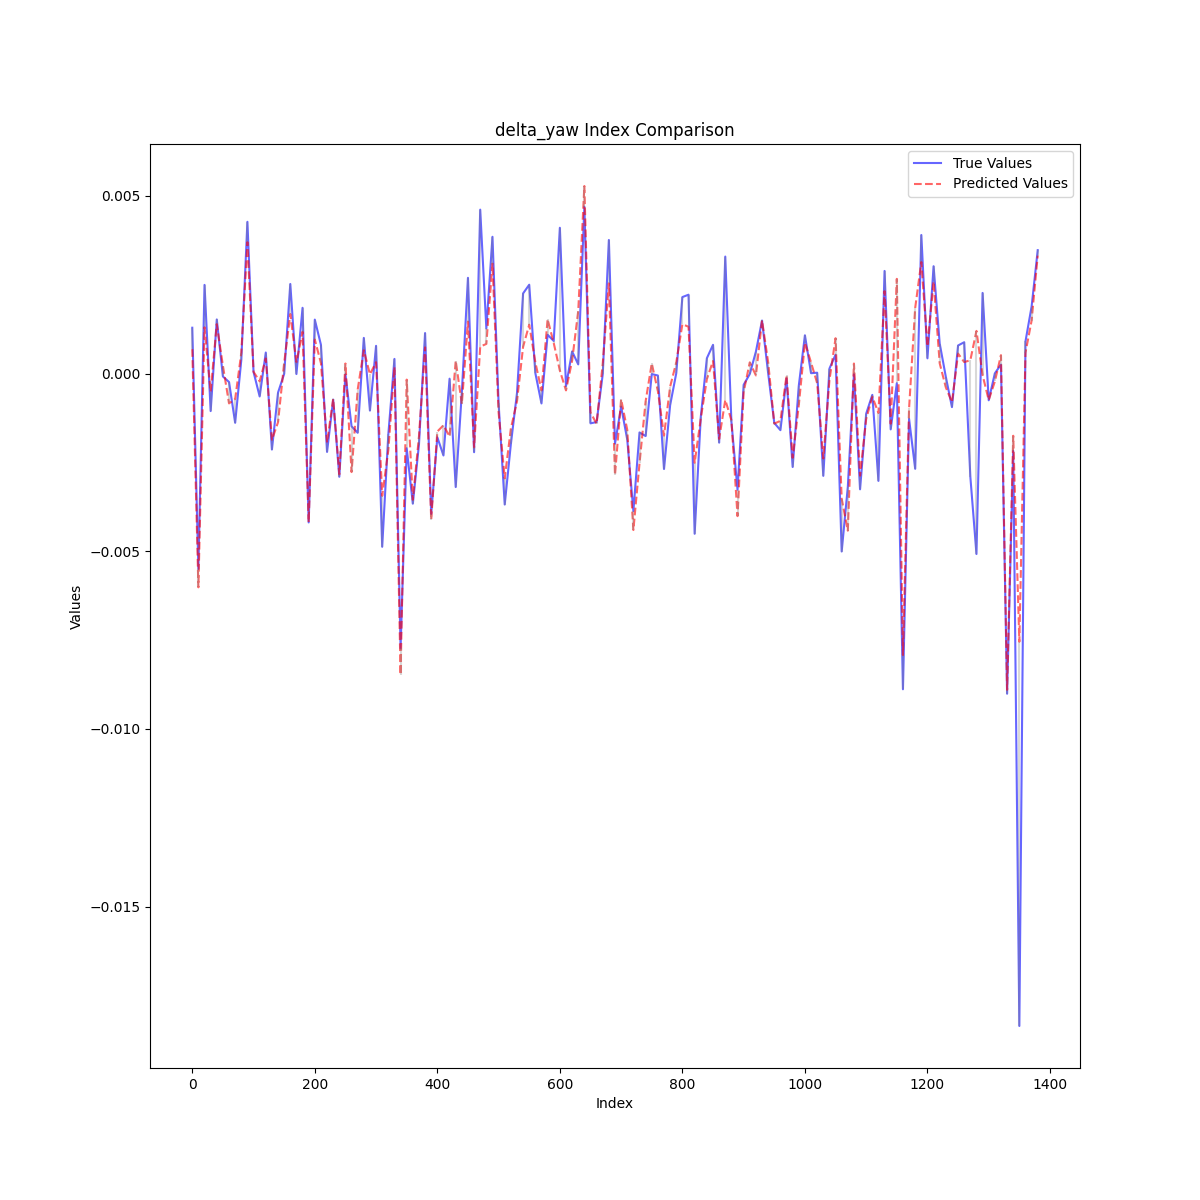 delta_yaw Index Comparison
True Values
Predicted Values
0.005
0.000
−0.005
−0.010
−0.015
Values
0 200 400 600 800 1000 1200 1400
Index